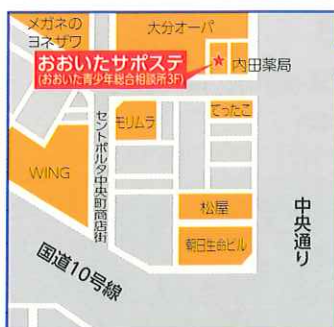 メガネの
ヨネザワ
大分オーパ
おおいたサポステ
(おおいた青少年総合相談所3F)
内田薬局
モリムラ
てったこ
セントポルタ中央町商店街
WING
松屋
朝日生命ビル
中央通り
国道10号線